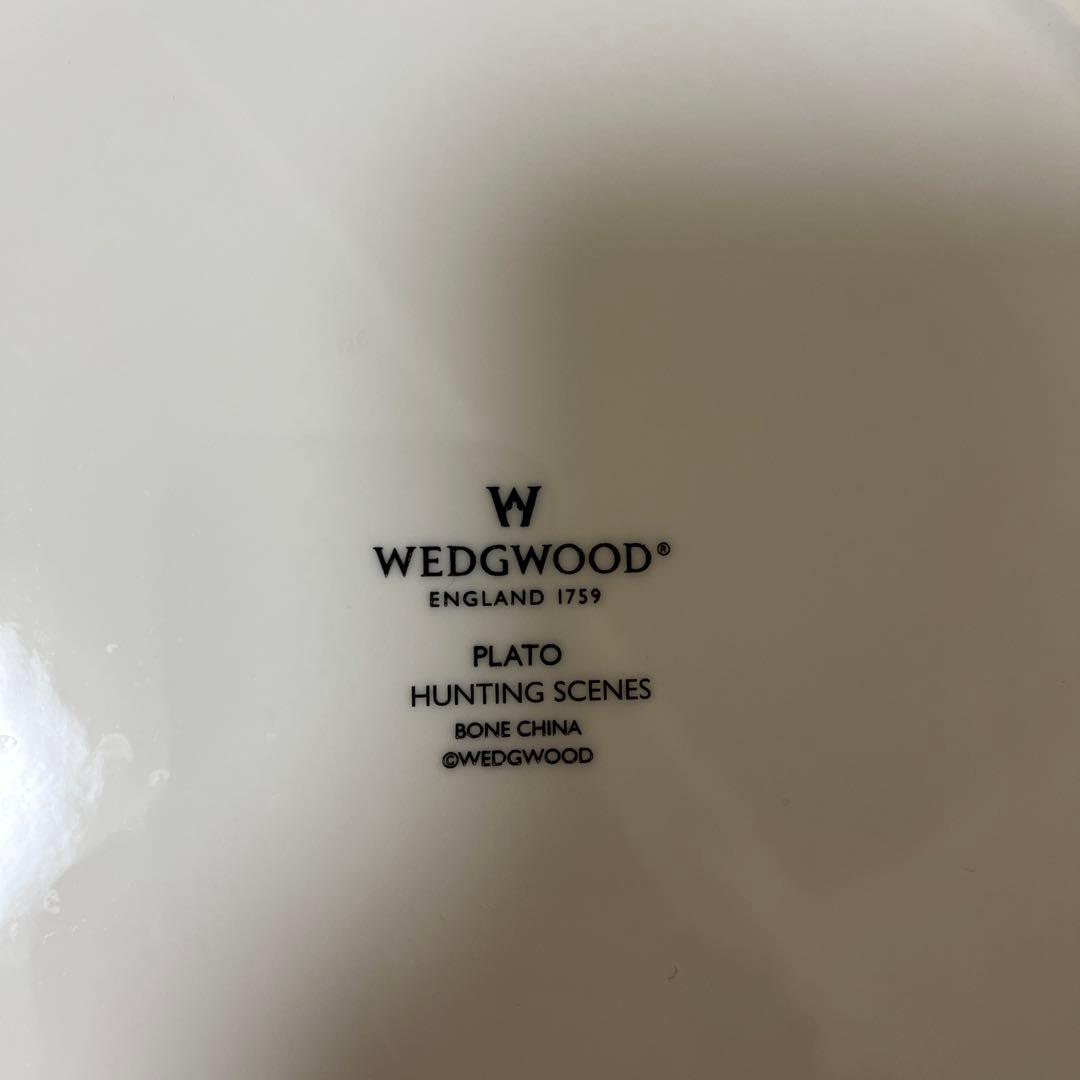 W
WEDGWOOD®
ENGLAND 1759
PLATO
HUNTING SCENES
BONE CHINA
©WEDGWOOD